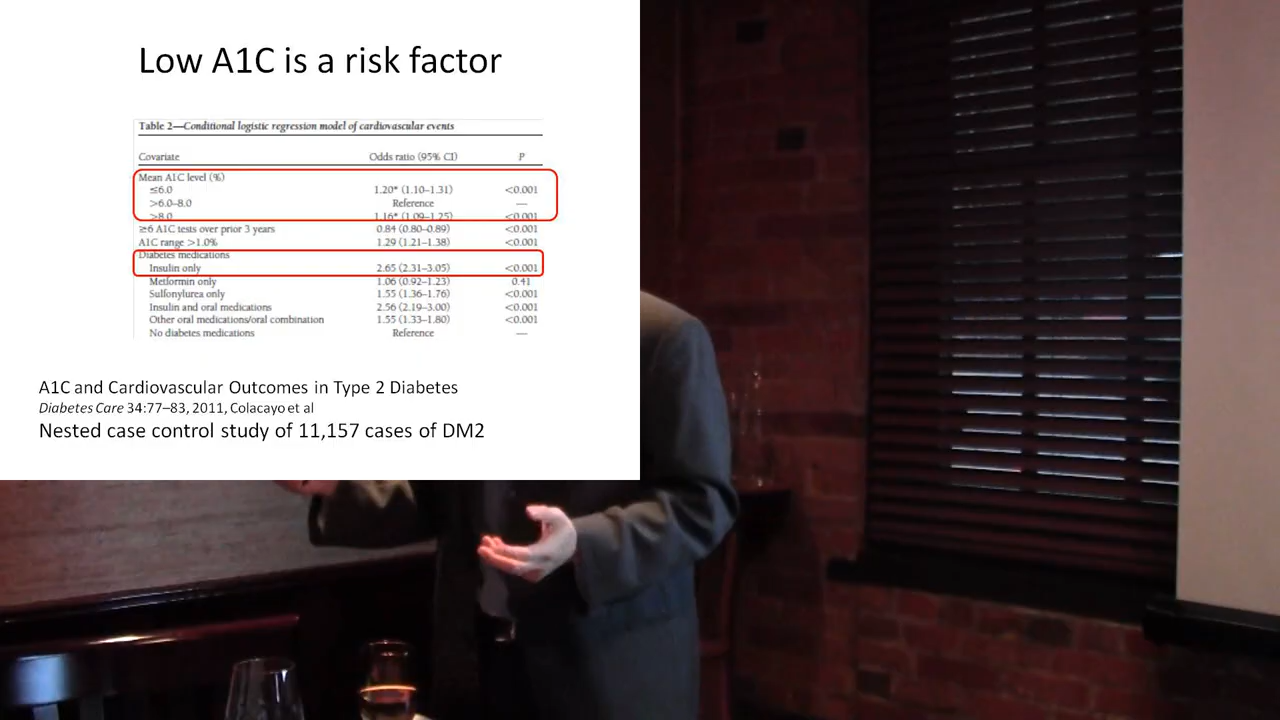 Low A1C is a risk factor
Table 2—Conditional logistic regression model of cardiovascular events
Covariate Odds ratio (95% CI) P
Mean A1C level (%)
≤6.0 1.20* (1.10–1.31) <0.001
>6.0–8.0 Reference —
>8.0 1.16* (1.09–1.25) <0.001
≥6 A1C tests over prior 3 years 0.84 (0.80–0.89) <0.001
A1C range >1.0% 1.29 (1.21–1.38) <0.001
Diabetes medications
Insulin only 2.65 (2.31–3.05) <0.001
Metformin only 1.06 (0.92–1.23) 0.41
Sulfonylurea only 1.55 (1.36–1.76) <0.001
Insulin and oral medications 2.56 (2.19–3.00) <0.001
Other oral medications/oral combination 1.55 (1.33–1.80) <0.001
No diabetes medications Reference —
A1C and Cardiovascular Outcomes in Type 2 Diabetes
Diabetes Care 34:77–83, 2011, Colacayo et al
Nested case control study of 11,157 cases of DM2